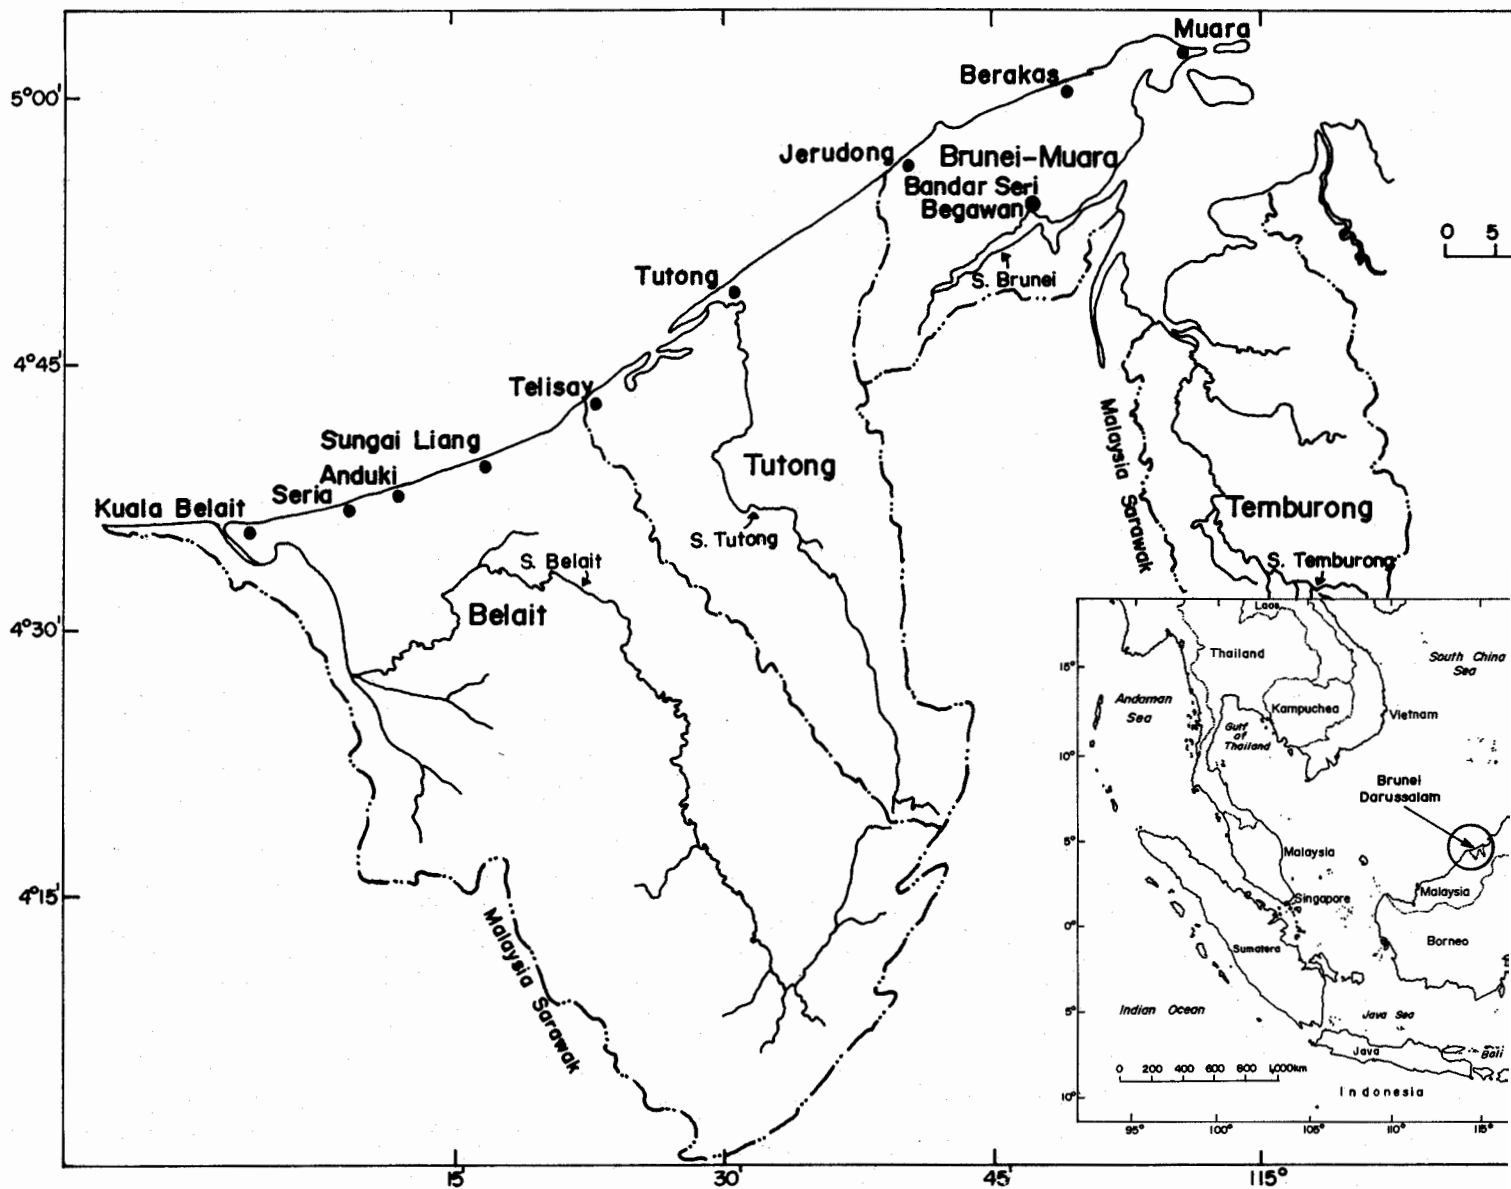 Muara
Berakas
5°00'
Jerudong
Brunei-Muara
Bandar Seri
Begawan
0 5
S. Brunei
Tutong
4°45'
Telisay
Malaysia Sarawak
Sungai Liang
Anduki
Seria
Kuala Belait
Tutong
Temburong
S. Tutong
S. Belait
S. Temburong
Belait
4°30'
4°15'
Malaysia Sarawak
15'
30'
45'
115°
Laos
Thailand
South China
Sea
15°
Andaman
Sea
Kampuchea
Vietnam
Gulf
of
Thailand
10°
Brunei
Darussalam
5°
Malaysia
Malaysia
Singapore
0°
Borneo
Sumatera
5°
Indian Ocean
Java Sea
Java
Bali
0 200 400 600 800 1,000km
Indonesia
10°
95° 100° 105° 110° 115°